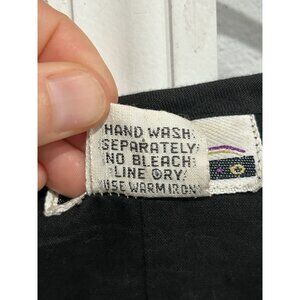 HAND WASH
SEPARATELY
NO BLEACH
LINE DRY
USE WARM IRON